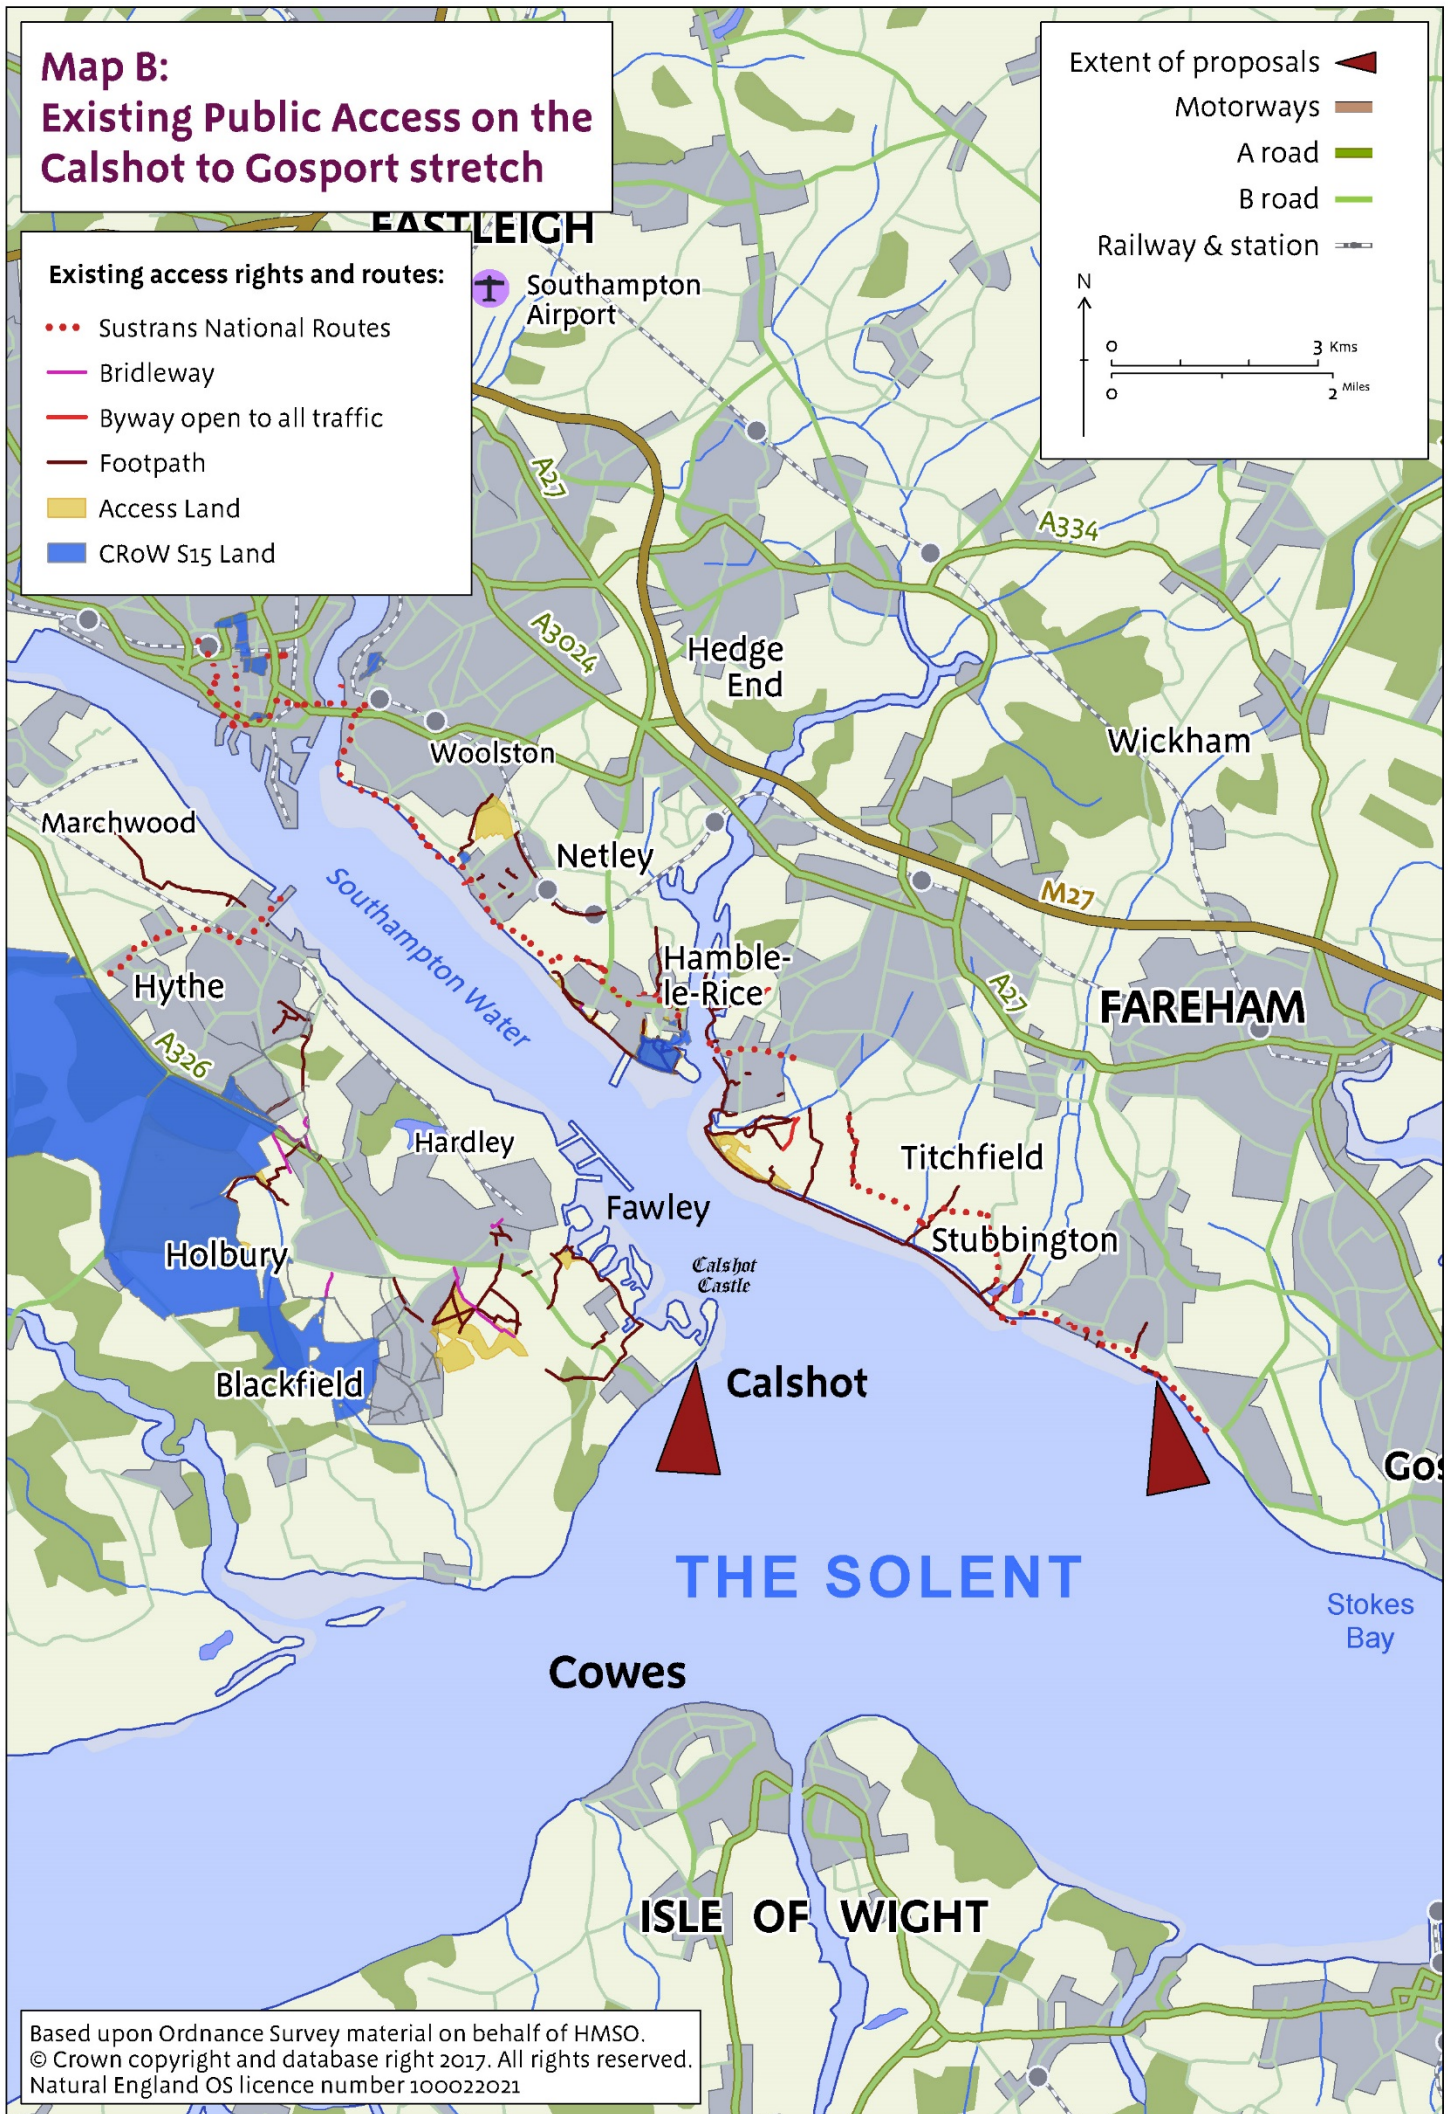 Map B:
Existing Public Access on the
Calshot to Gosport stretch
Extent of proposals
Motorways
A road
B road
Railway & station
N
0 3 Kms
0 2 Miles
EASTLEIGH
Existing access rights and routes:
Sustrans National Routes
Bridleway
Byway open to all traffic
Footpath
Access Land
CRoW S15 Land
Southampton
Airport
A27
A334
A3024
Hedge
End
Wickham
Woolston
Marchwood
Netley
M27
Southampton Water
Hamble-
le-Rice
Hythe
A27
FAREHAM
A326
Hardley
Titchfield
Fawley
Stubbington
Holbury
Calshot
Castle
Blackfield
Calshot
Gos
THE SOLENT
Stokes
Bay
Cowes
ISLE OF WIGHT
Based upon Ordnance Survey material on behalf of HMSO.
© Crown copyright and database right 2017. All rights reserved.
Natural England OS licence number 100022021